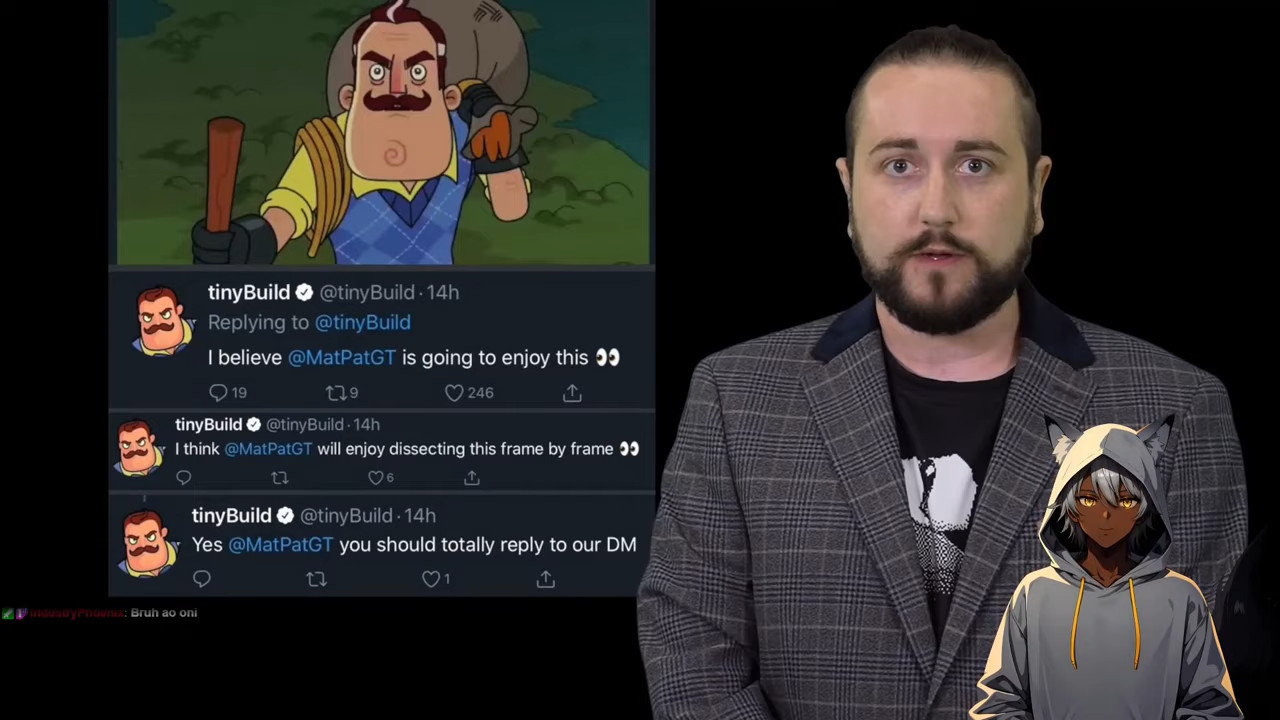 tinyBuild @tinyBuild · 14h
Replying to @tinyBuild
I believe @MatPatGT is going to enjoy this 👀
19 9 246
tinyBuild @tinyBuild · 14h
I think @MatPatGT will enjoy dissecting this frame by frame 👀
6
tinyBuild @tinyBuild · 14h
Yes @MatPatGT you should totally reply to our DM
1
IndustryPhoenix: Bruh ao oni